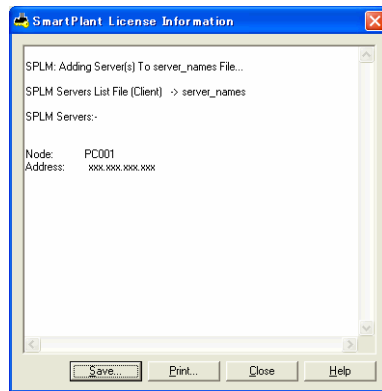 SmartPlant License Information
SPLM: Adding Server(s) To server_names File...
SPLM Servers List File (Client) -> server_names
SPLM Servers:-
Node: PC001
Address: xxx.xxx.xxx.xxx
Save... Print... Close Help